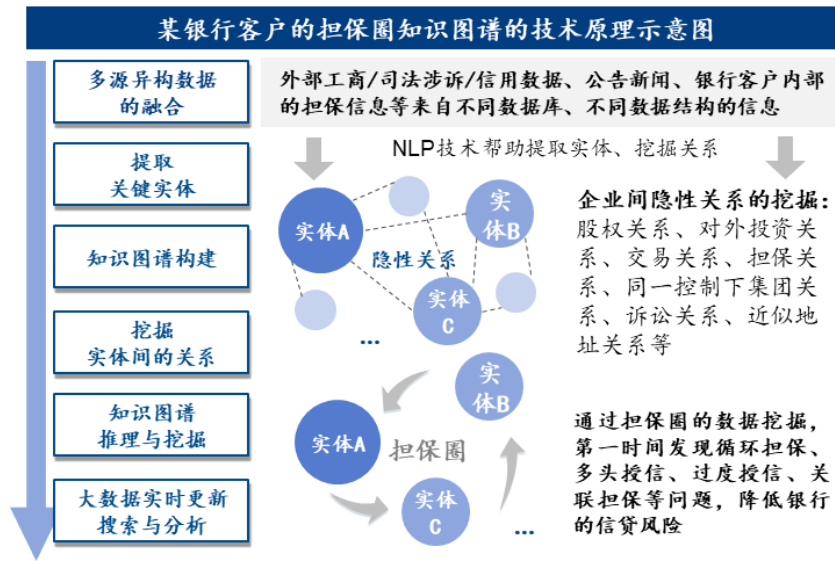 某银行客户的担保圈知识图谱的技术原理示意图
多源异构数据
的融合
外部工商/司法涉诉/信用数据、公告新闻、银行客户内部
的担保信息等来自不同数据库、不同数据结构的信息
提取
关键实体
NLP技术帮助提取实体、挖掘关系
知识图谱构建
实体A
实
体B
隐性关系
实体
C
...
企业间隐性关系的挖掘：
股权关系、对外投资关
系、交易关系、担保关
系、同一控制下集团关
系、诉讼关系、近似地
址关系等
挖掘
实体间的关系
知识图谱
推理与挖掘
大数据实时更新
搜索与分析
实
体B
实体A
担保圈
实体
C
...
通过担保圈的数据挖掘，
第一时间发现循环担保、
多头授信、过度授信、关
联担保等问题，降低银行
的信贷风险